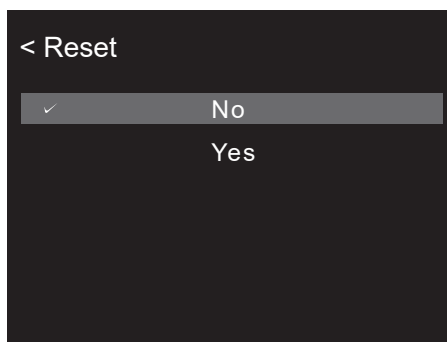 < Reset
✓ No
Yes